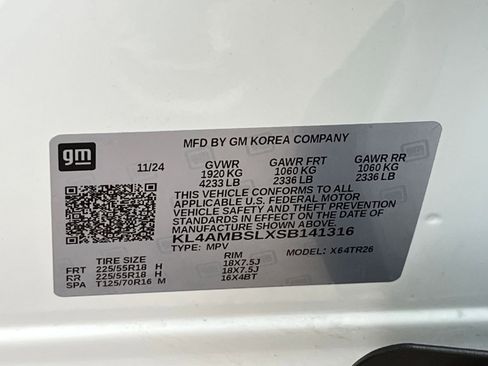 gm
MFD BY GM KOREA COMPANY
11/24 GVWR GAWR FRT GAWR RR
1920 KG 1060 KG 1060 KG
4233 LB 2336 LB 2336 LB
THIS VEHICLE CONFORMS TO ALL
APPLICABLE U.S. FEDERAL MOTOR
VEHICLE SAFETY AND THEFT PREVENTION
STANDARDS IN EFFECT ON THE DATE OF
MANUFACTURE SHOWN ABOVE.
KL4AMBSLXSB141316
TYPE: MPV MODEL: X64TR26
TIRE SIZE RIM
FRT 225/55R18 H 18X7.5J
RR 225/55R18 H 18X7.5J
SPA T125/70R16 M 16X4BT